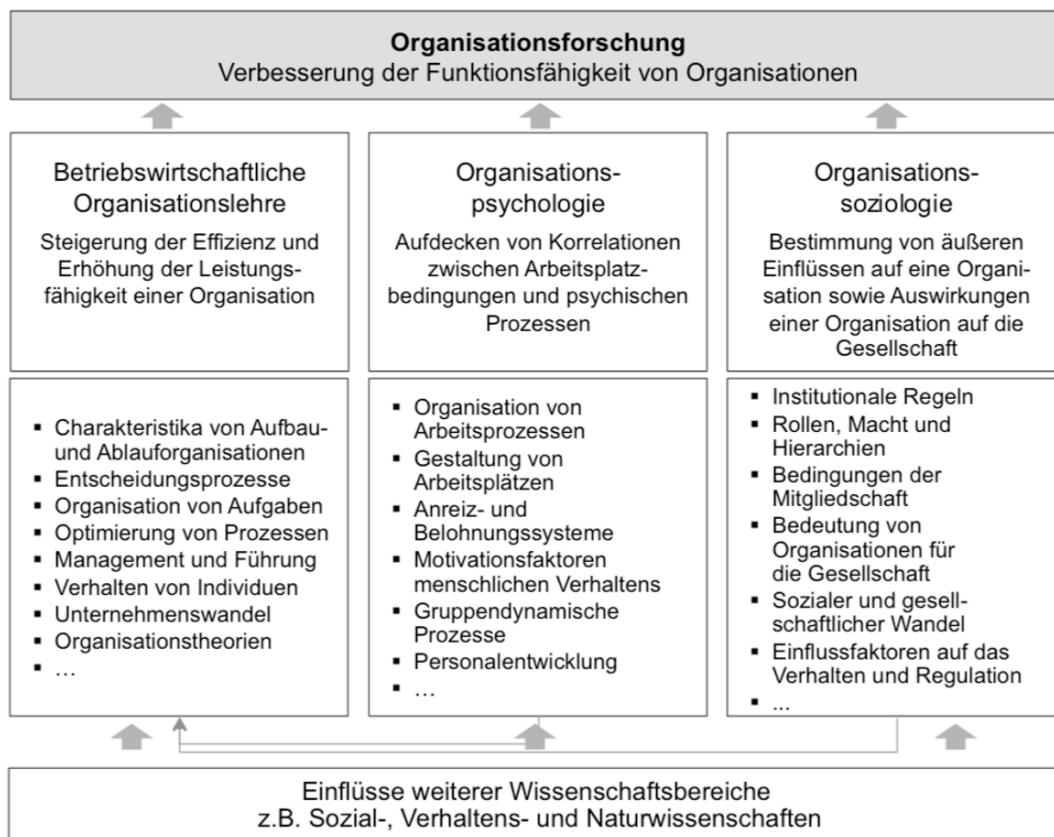 Organisationsforschung
Verbesserung der Funktionsfähigkeit von Organisationen
Betriebswirtschaftliche
Organisationslehre
Steigerung der Effizienz und
Erhöhung der Leistungs-
fähigkeit einer Organisation
Organisations-
psychologie
Aufdecken von Korrelationen
zwischen Arbeitsplatz-
bedingungen und psychischen
Prozessen
Organisations-
soziologie
Bestimmung von äußeren
Einflüssen auf eine Organi-
sation sowie Auswirkungen
einer Organisation auf die
Gesellschaft
▪ Charakteristika von Aufbau-
und Ablauforganisationen
▪ Entscheidungsprozesse
▪ Organisation von Aufgaben
▪ Optimierung von Prozessen
▪ Management und Führung
▪ Verhalten von Individuen
▪ Unternehmenswandel
▪ Organisationstheorien
▪ …
▪ Organisation von
Arbeitsprozessen
▪ Gestaltung von
Arbeitsplätzen
▪ Anreiz- und
Belohnungssysteme
▪ Motivationsfaktoren
menschlichen Verhaltens
▪ Gruppendynamische
Prozesse
▪ Personalentwicklung
▪ …
▪ Institutionale Regeln
▪ Rollen, Macht und
Hierarchien
▪ Bedingungen der
Mitgliedschaft
▪ Bedeutung von
Organisationen für
die Gesellschaft
▪ Sozialer und gesell-
schaftlicher Wandel
▪ Einflussfaktoren auf das
Verhalten und Regulation
▪ ...
Einflüsse weiterer Wissenschaftsbereiche
z.B. Sozial-, Verhaltens- und Naturwissenschaften